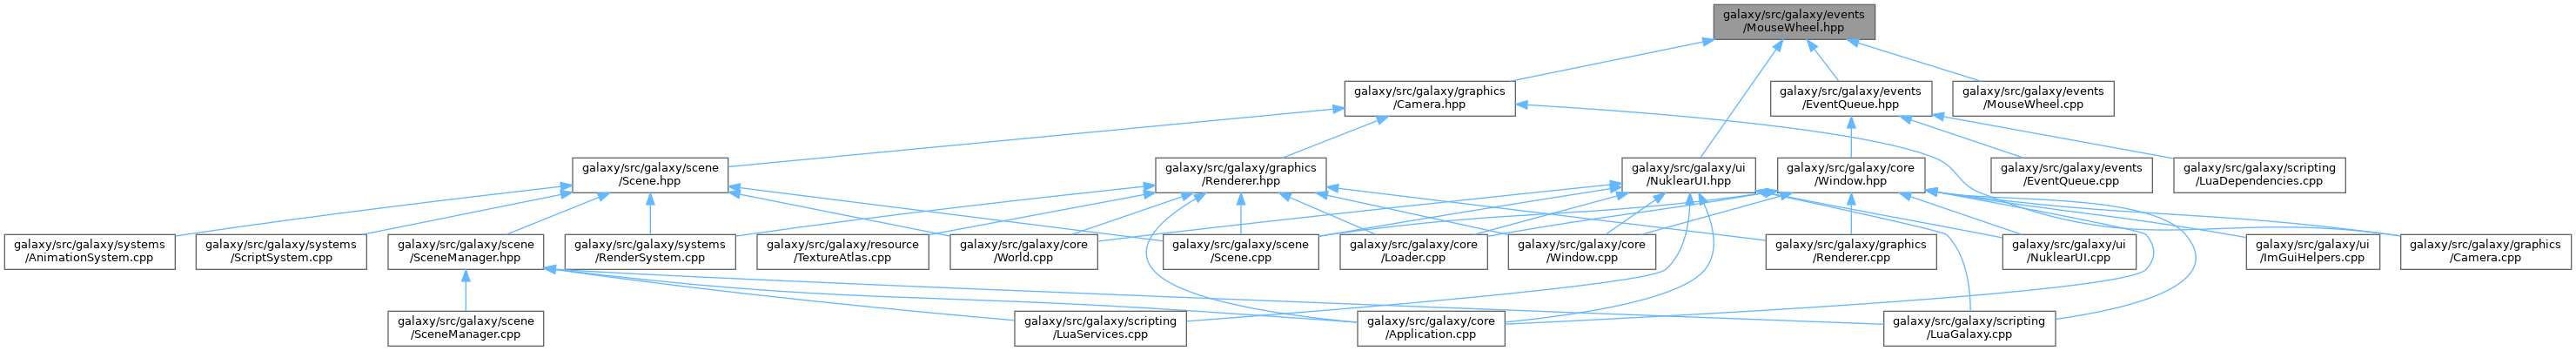 galaxy/src/galaxy/events
/MouseWheel.hpp
galaxy/src/galaxy/graphics
/Camera.hpp
galaxy/src/galaxy/events
/EventQueue.hpp
galaxy/src/galaxy/events
/MouseWheel.cpp
galaxy/src/galaxy/scene
/Scene.hpp
galaxy/src/galaxy/graphics
/Renderer.hpp
galaxy/src/galaxy/ui
/NuklearUI.hpp
galaxy/src/galaxy/core
/Window.hpp
galaxy/src/galaxy/events
/EventQueue.cpp
galaxy/src/galaxy/scripting
/LuaDependencies.cpp
galaxy/src/galaxy/systems
/AnimationSystem.cpp
galaxy/src/galaxy/systems
/ScriptSystem.cpp
galaxy/src/galaxy/scene
/SceneManager.hpp
galaxy/src/galaxy/systems
/RenderSystem.cpp
galaxy/src/galaxy/resource
/TextureAtlas.cpp
galaxy/src/galaxy/core
/World.cpp
galaxy/src/galaxy/scene
/Scene.cpp
galaxy/src/galaxy/core
/Loader.cpp
galaxy/src/galaxy/core
/Window.cpp
galaxy/src/galaxy/graphics
/Renderer.cpp
galaxy/src/galaxy/ui
/NuklearUI.cpp
galaxy/src/galaxy/ui
/ImGuiHelpers.cpp
galaxy/src/galaxy/graphics
/Camera.cpp
galaxy/src/galaxy/scene
/SceneManager.cpp
galaxy/src/galaxy/scripting
/LuaServices.cpp
galaxy/src/galaxy/core
/Application.cpp
galaxy/src/galaxy/scripting
/LuaGalaxy.cpp